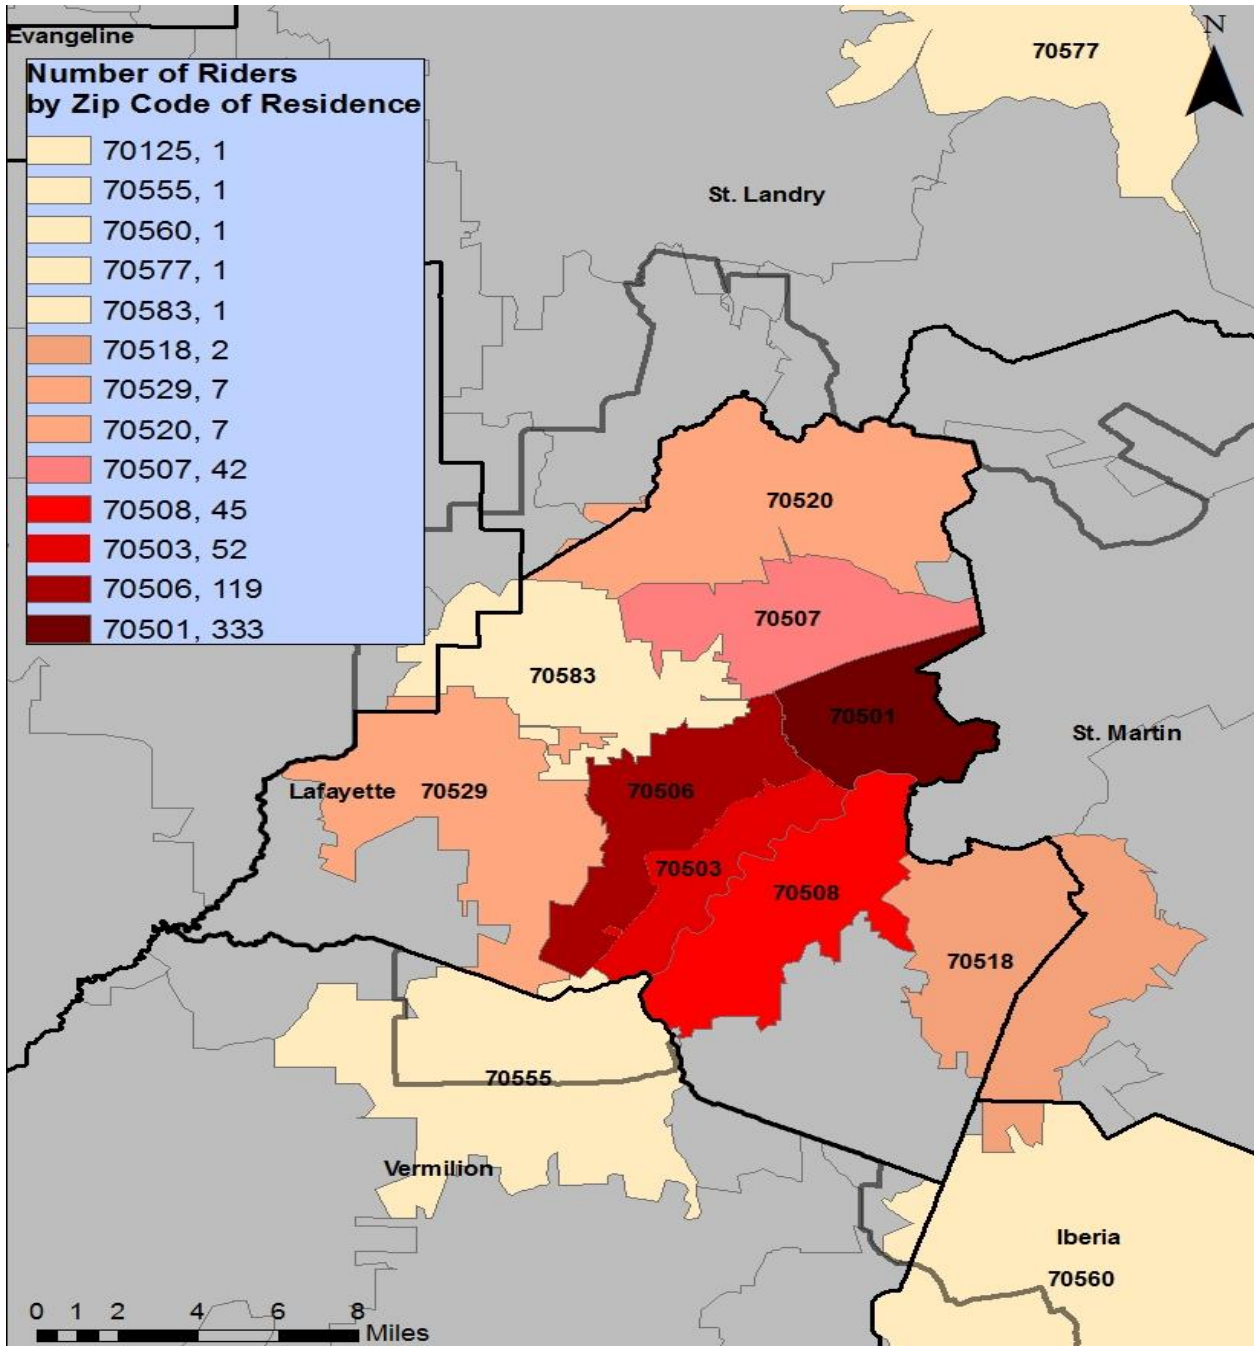 Evangeline
N
70577
Number of Riders
by Zip Code of Residence
70125, 1
70555, 1
70560, 1
70577, 1
70583, 1
70518, 2
70529, 7
70520, 7
70507, 42
70508, 45
70503, 52
70506, 119
70501, 333
St. Landry
70520
70507
70583
70501
St. Martin
Lafayette
70529
70506
70503
70508
70518
70555
Vermilion
Iberia
70560
0 1 2 4 6 8
Miles